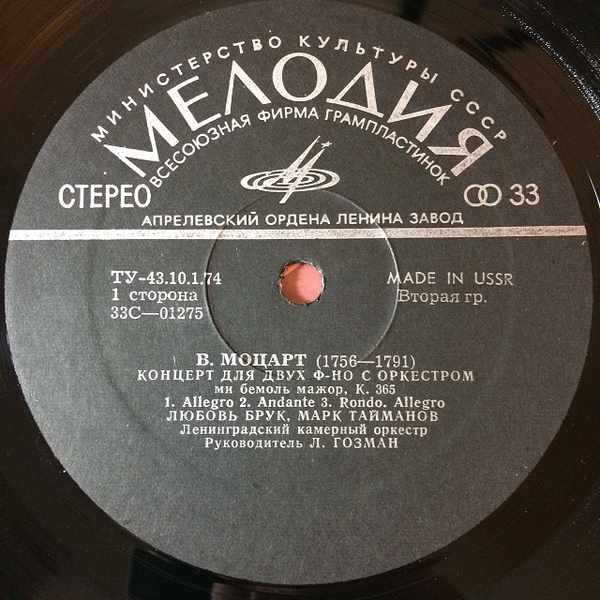 МИНИСТЕРСТВО КУЛЬТУРЫ СССР
МЕЛОДИЯ
ВСЕСОЮЗНАЯ ФИРМА ГРАМПЛАСТИНОК
СТЕРЕО
33
АПРЕЛЕВСКИЙ ОРДЕНА ЛЕНИНА ЗАВОД
ТУ-43.10.1.74
MADE IN USSR
1 сторона
Вторая гр.
33С—01275
В. МОЦАРТ (1756—1791)
КОНЦЕРТ ДЛЯ ДВУХ Ф-НО С ОРКЕСТРОМ
ми бемоль мажор, К. 365
1. Allegro 2. Andante 3. Rondo. Allegro
ЛЮБОВЬ БРУК, МАРК ТАЙМАНОВ
Ленинградский камерный оркестр
Руководитель Л. ГОЗМАН